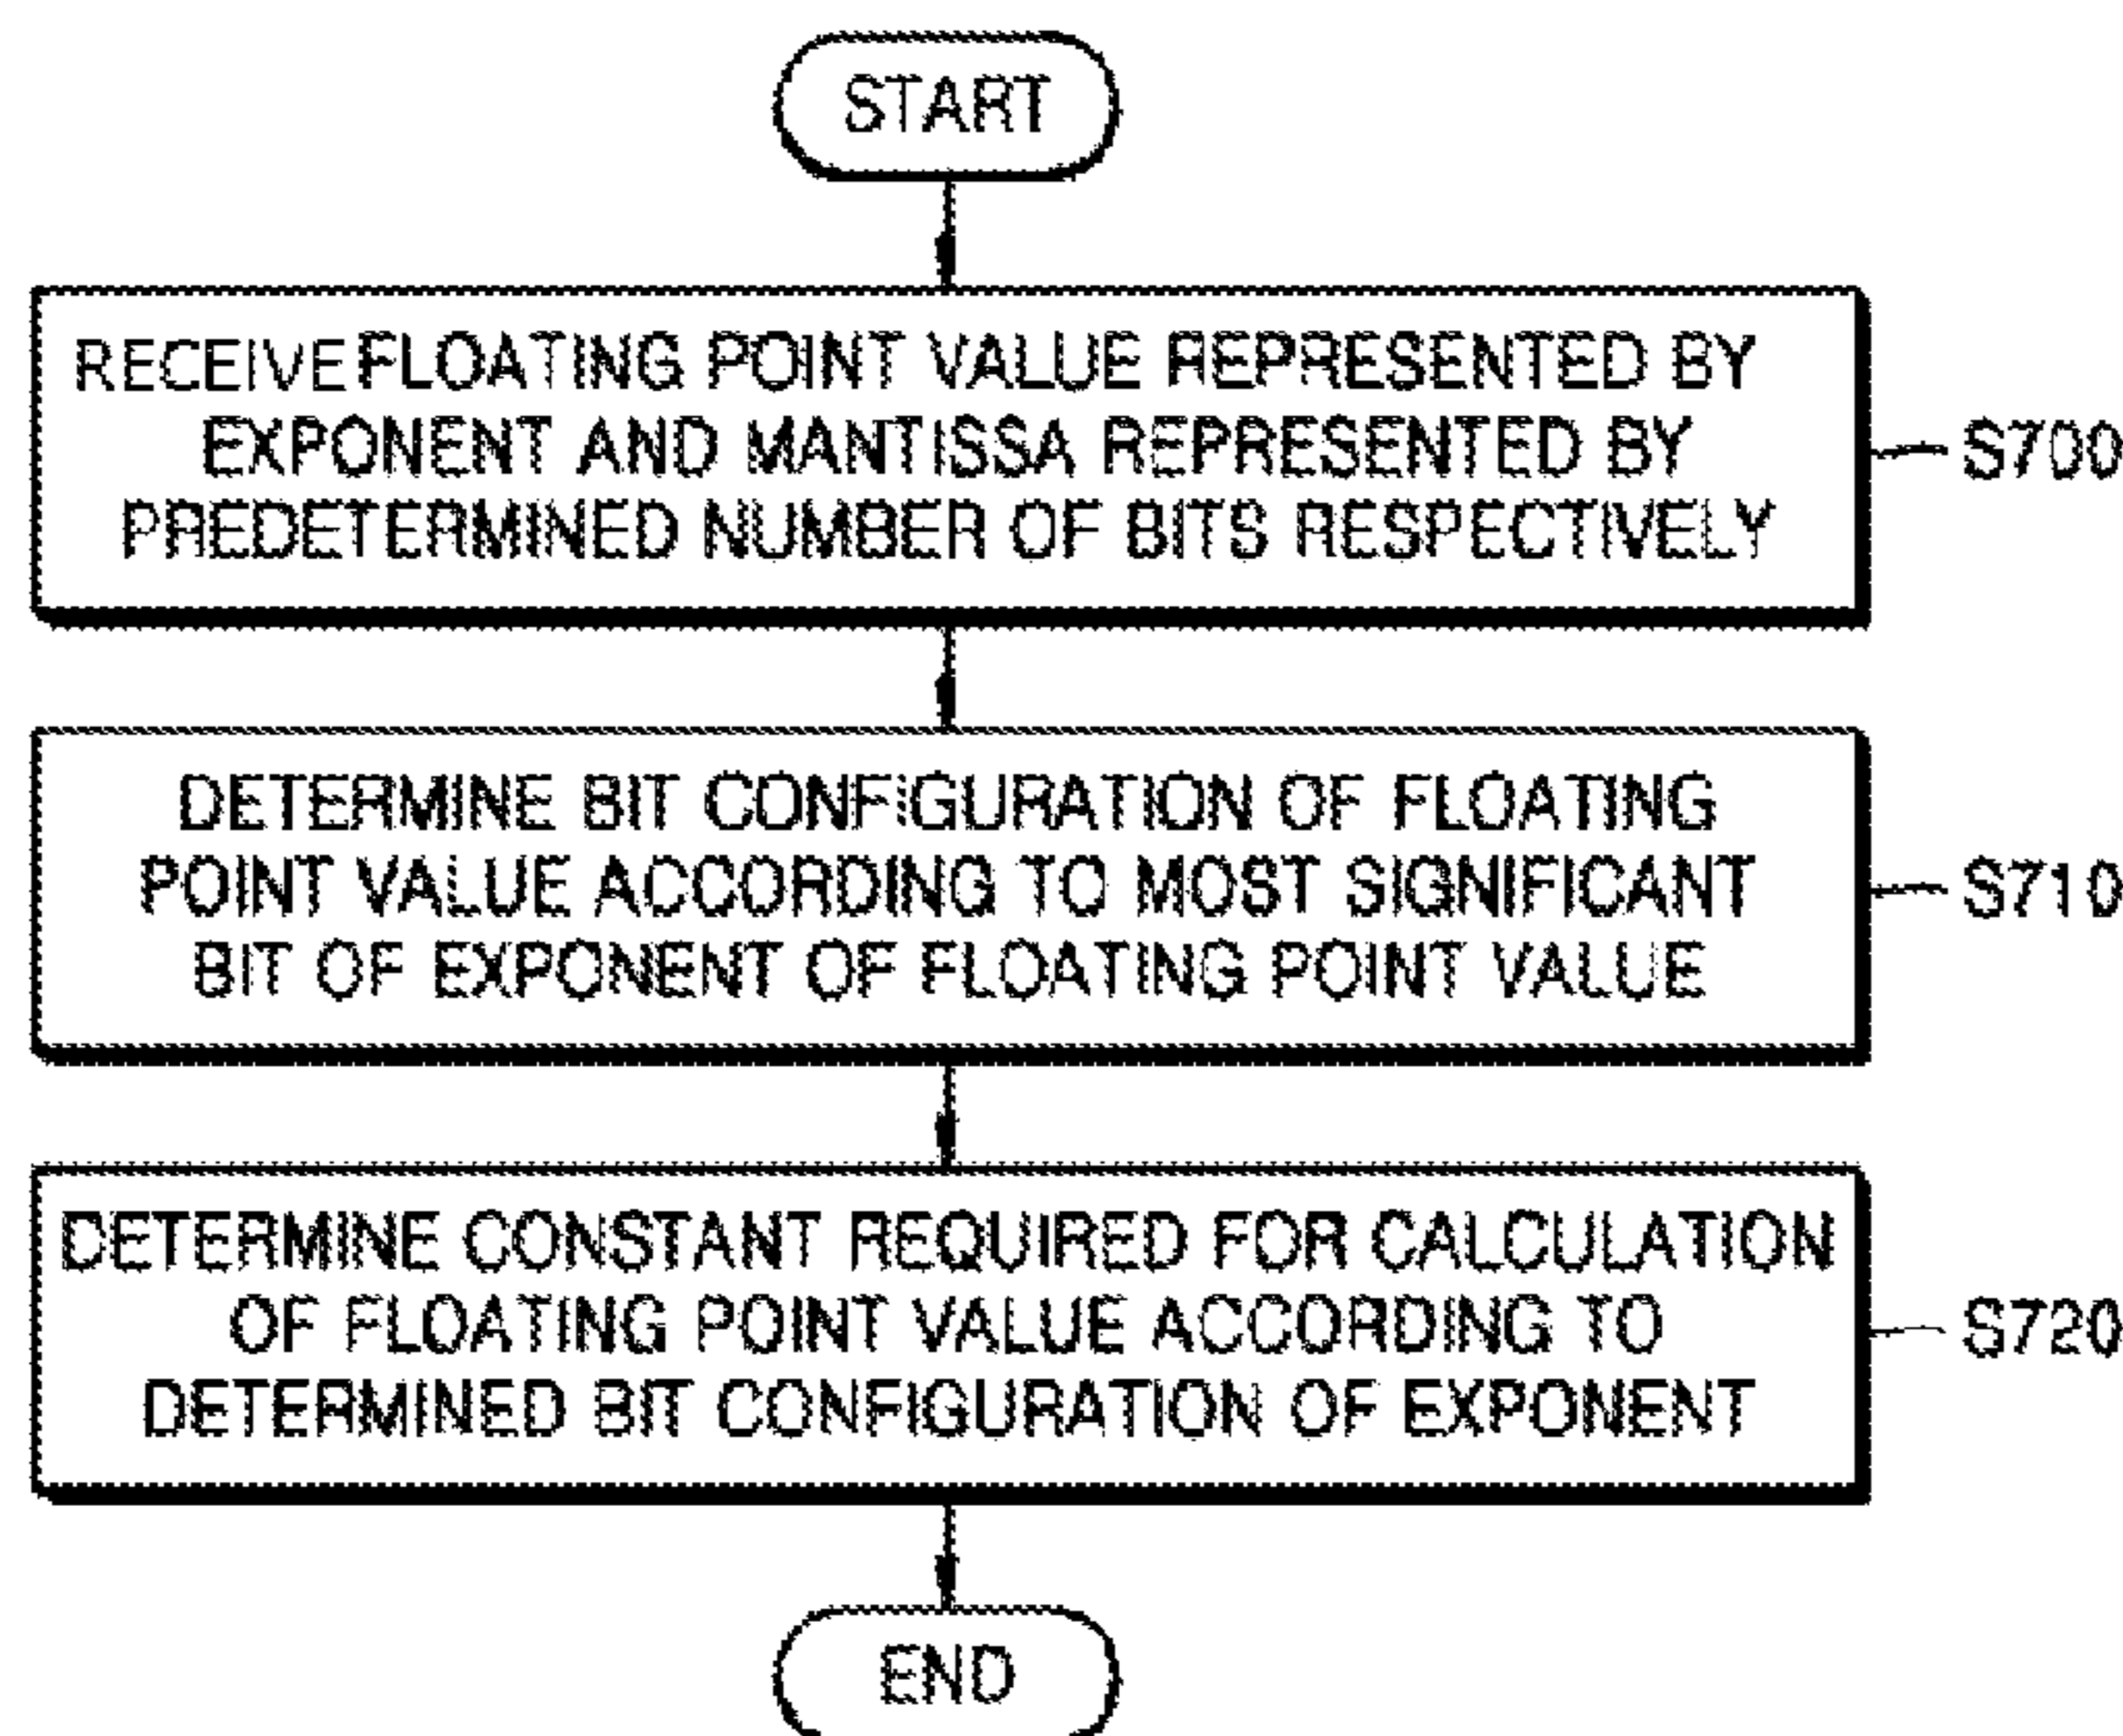 START
RECEIVE FLOATING POINT VALUE REPRESENTED BY
EXPONENT AND MANTISSA REPRESENTED BY
PREDETERMINED NUMBER OF BITS RESPECTIVELY
S700
DETERMINE BIT CONFIGURATION OF FLOATING
POINT VALUE ACCORDING TO MOST SIGNIFICANT
BIT OF EXPONENT OF FLOATING POINT VALUE
S710
DETERMINE CONSTANT REQUIRED FOR CALCULATION
OF FLOATING POINT VALUE ACCORDING TO
DETERMINED BIT CONFIGURATION OF EXPONENT
S720
END